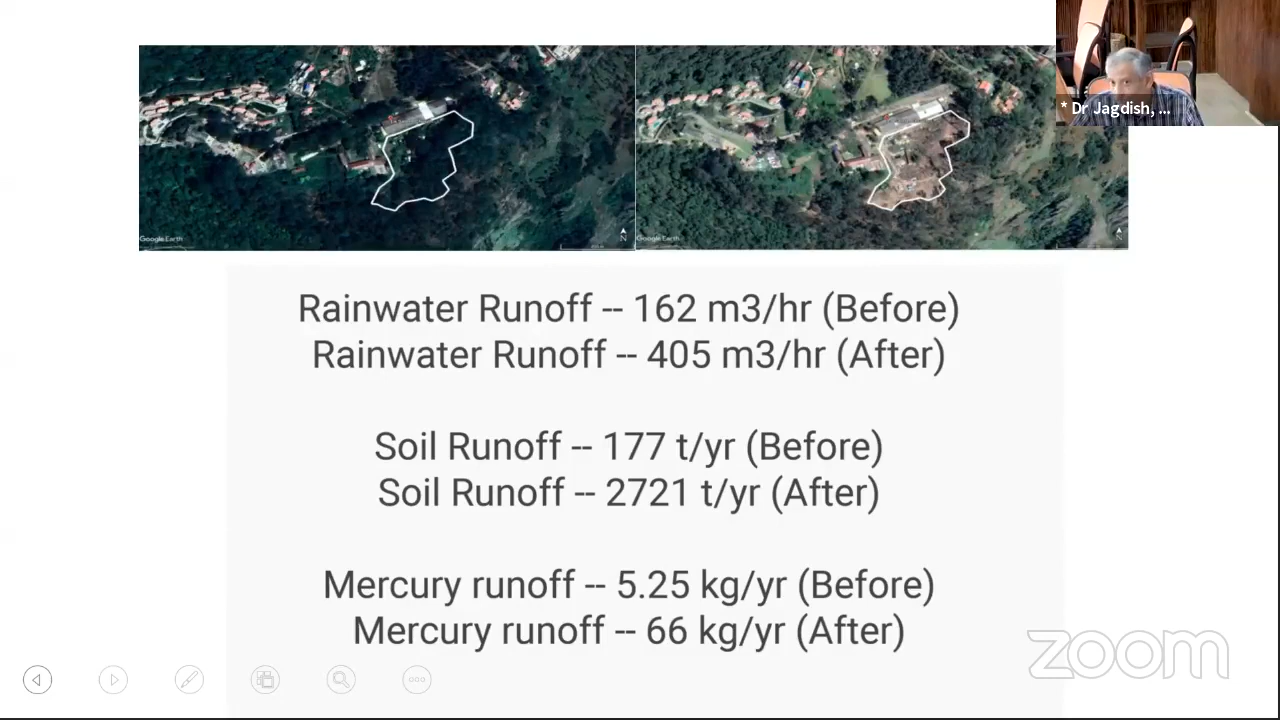 * Dr Jagdish, ...
Google Earth
N
Google Earth
N
Rainwater Runoff -- 162 m3/hr (Before)
Rainwater Runoff -- 405 m3/hr (After)
Soil Runoff -- 177 t/yr (Before)
Soil Runoff -- 2721 t/yr (After)
Mercury runoff -- 5.25 kg/yr (Before)
Mercury runoff -- 66 kg/yr (After)
zoom